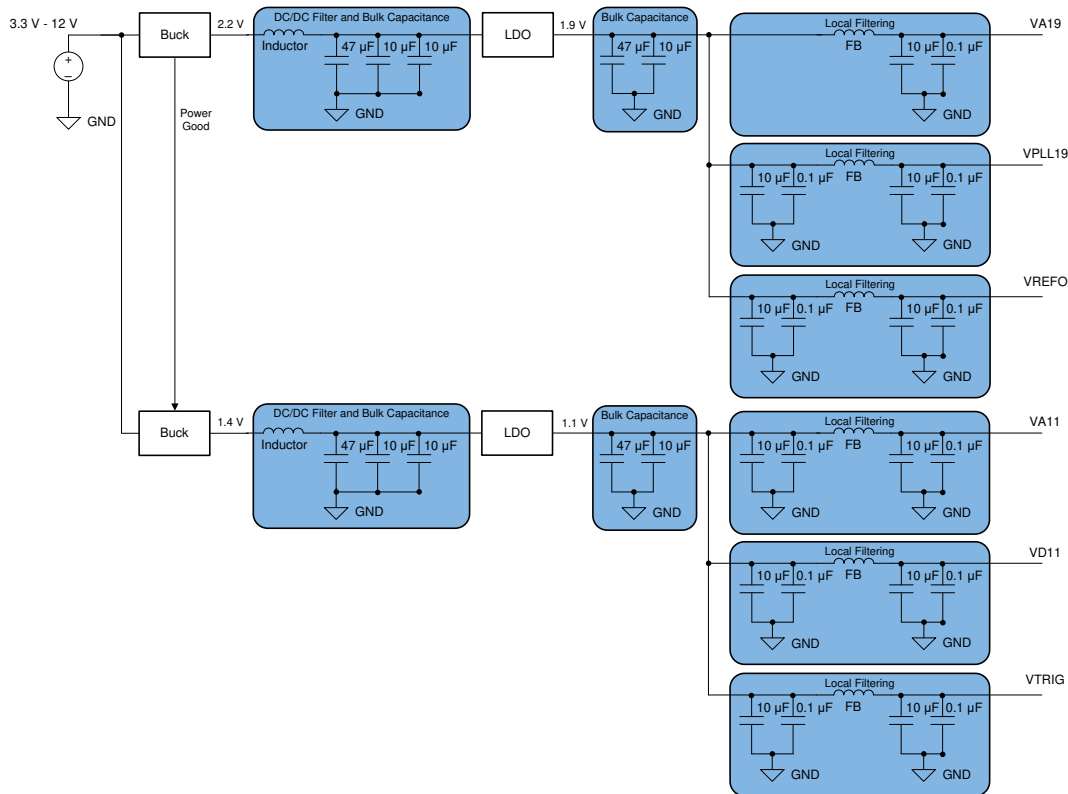 3.3 V - 12 V
+
−
GND
Buck
2.2 V
DC/DC Filter and Bulk Capacitance
Inductor
47 µF
10 µF
10 µF
GND
LDO
1.9 V
Bulk Capacitance
47 µF
10 µF
GND
Local Filtering
FB
10 µF
0.1 µF
GND
VA19
Power
Good
Local Filtering
10 µF
0.1 µF
FB
10 µF
0.1 µF
GND
GND
VPLL19
Local Filtering
10 µF
0.1 µF
FB
10 µF
0.1 µF
GND
GND
VREFO
Buck
1.4 V
DC/DC Filter and Bulk Capacitance
Inductor
47 µF
10 µF
10 µF
GND
LDO
1.1 V
Bulk Capacitance
47 µF
10 µF
GND
Local Filtering
10 µF
0.1 µF
FB
10 µF
0.1 µF
GND
GND
VA11
Local Filtering
10 µF
0.1 µF
FB
10 µF
0.1 µF
GND
GND
VD11
Local Filtering
10 µF
0.1 µF
FB
10 µF
0.1 µF
GND
GND
VTRIG